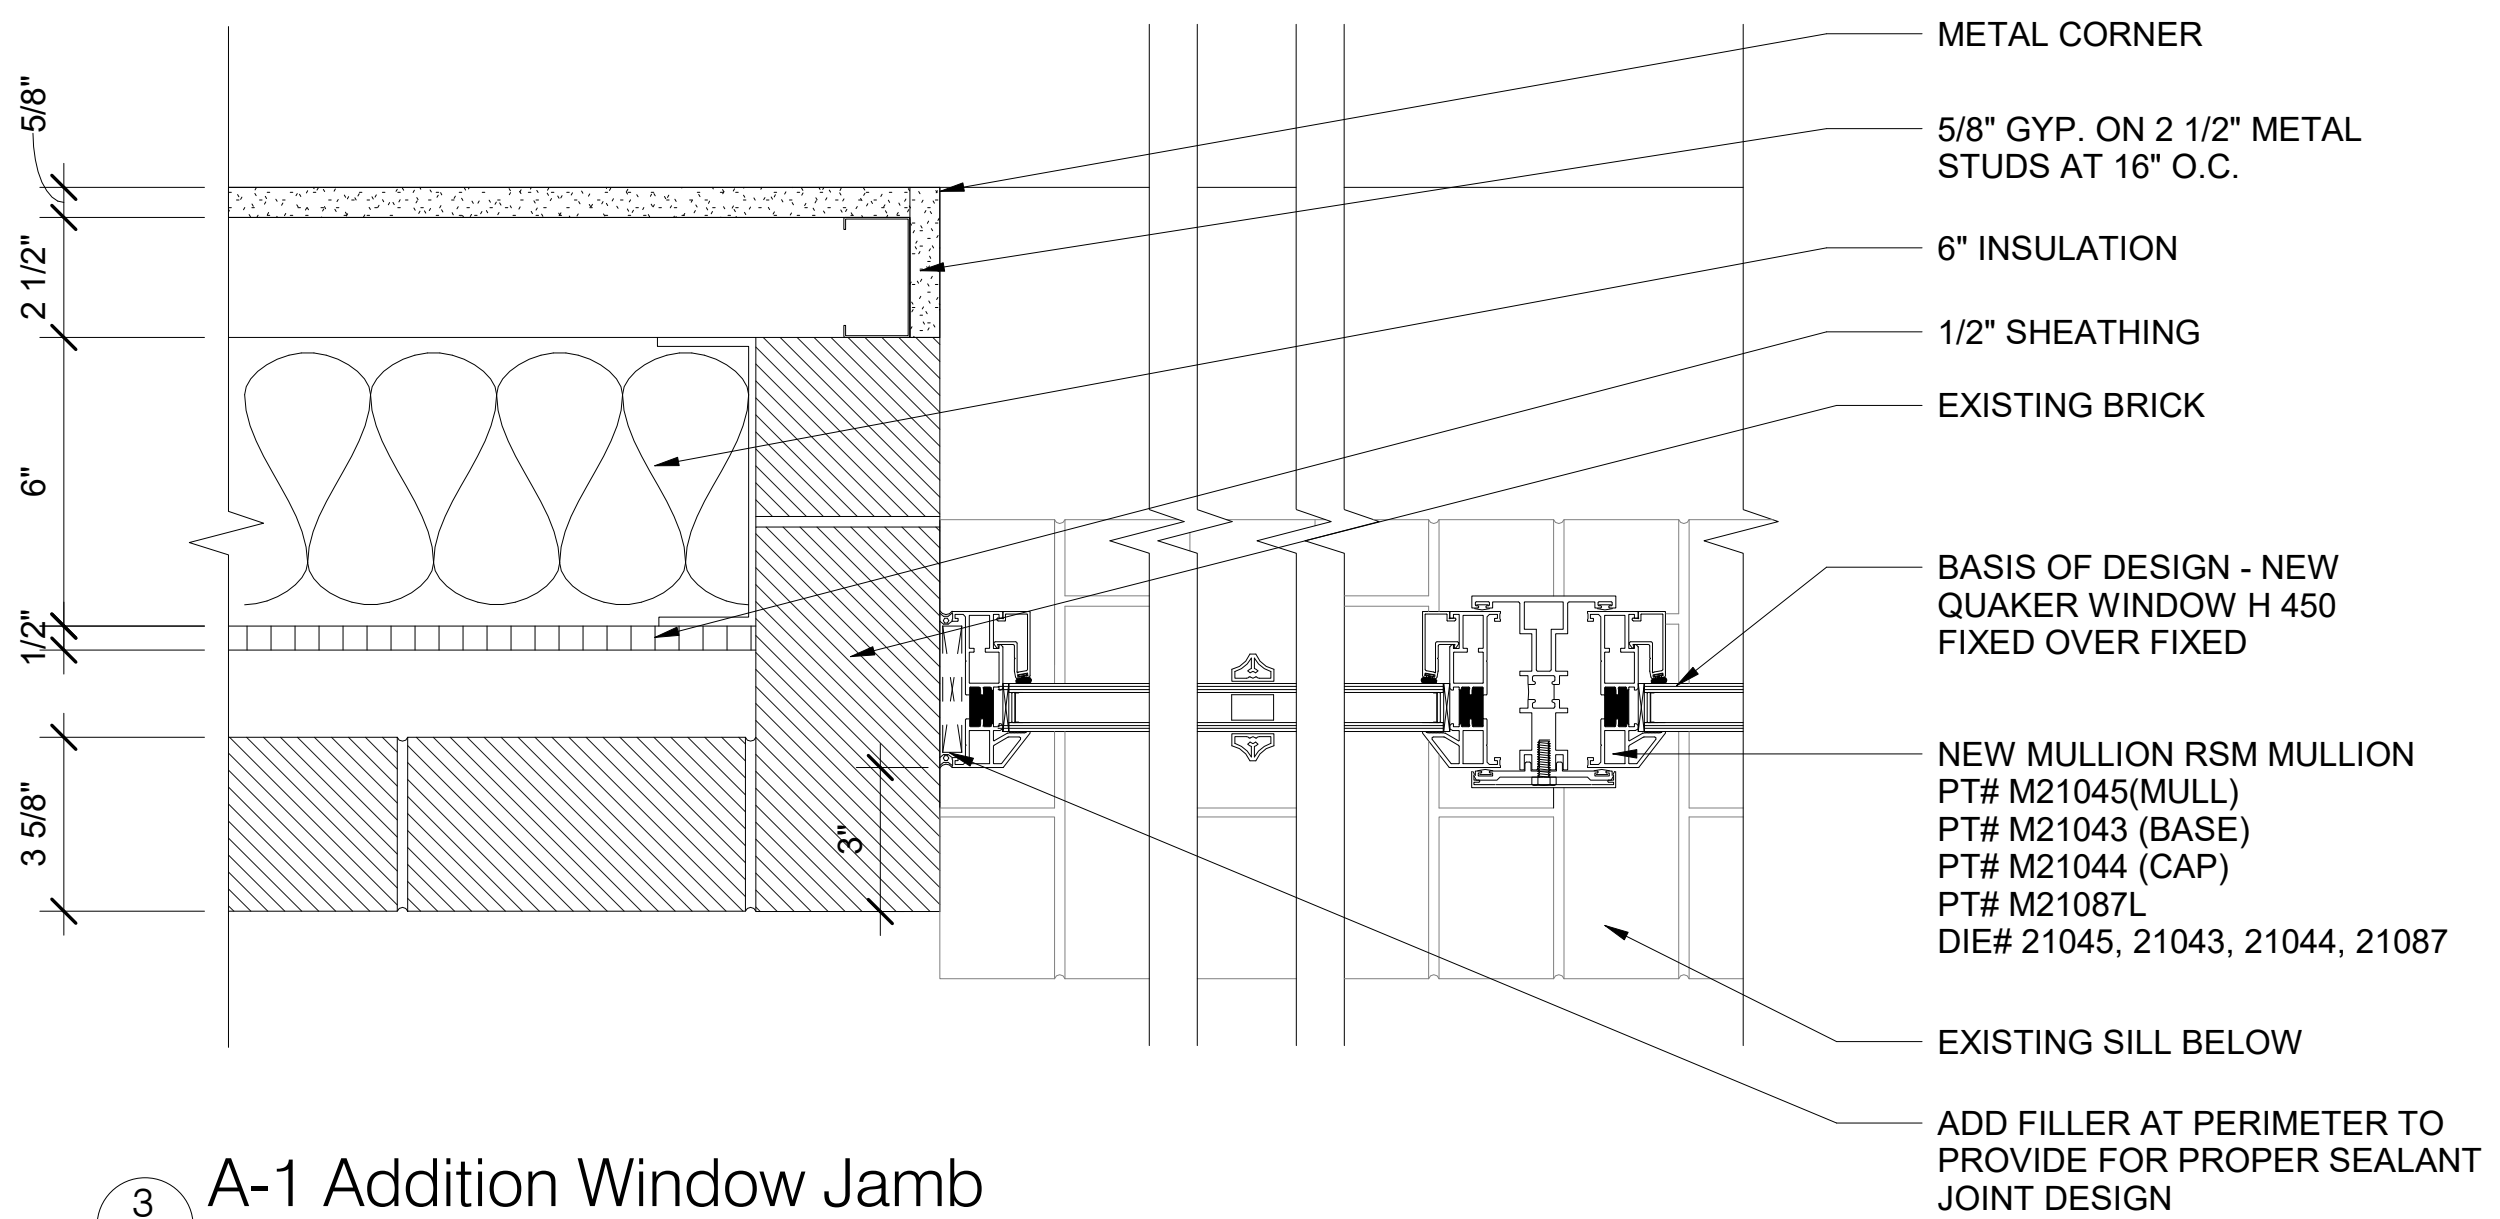 METAL CORNER
5/8" GYP. ON 2 1/2" METAL
STUDS AT 16" O.C.
6" INSULATION
1/2" SHEATHING
EXISTING BRICK
BASIS OF DESIGN - NEW
QUAKER WINDOW H 450
FIXED OVER FIXED
NEW MULLION RSM MULLION
PT# M21045(MULL)
PT# M21043 (BASE)
PT# M21044 (CAP)
PT# M21087L
DIE# 21045, 21043, 21044, 21087
EXISTING SILL BELOW
ADD FILLER AT PERIMETER TO
PROVIDE FOR PROPER SEALANT
JOINT DESIGN
5/8"
2 1/2"
6"
1/2"
3 5/8"
3"
3
A-1 Addition Window Jamb